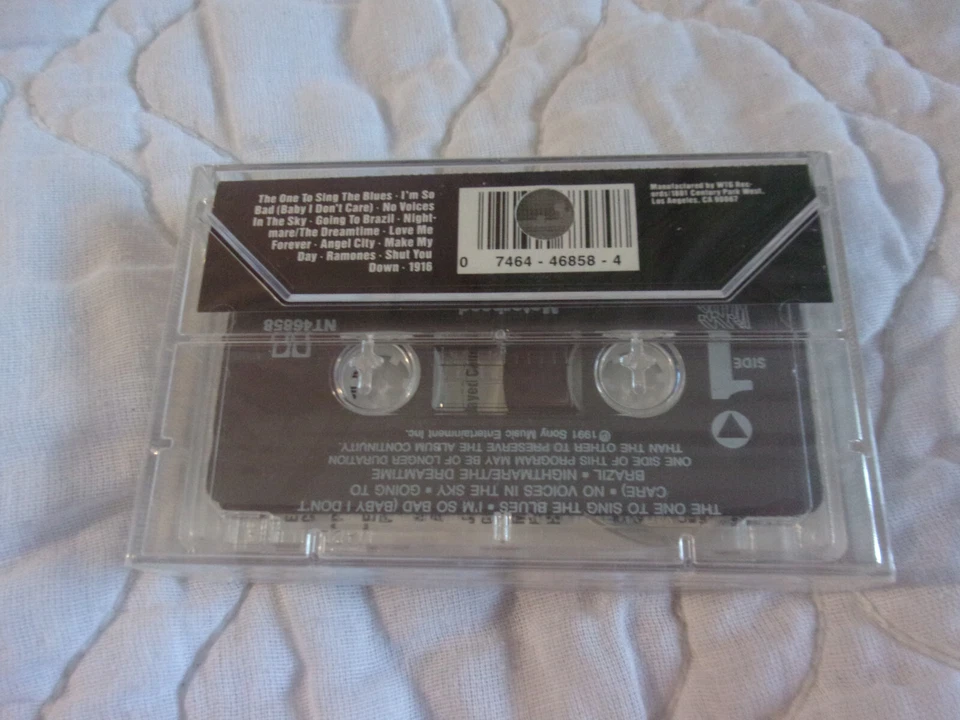 The One To Sing The Blues · I'm So
Bad (Baby I Don't Care) · No Voices
In The Sky · Going To Brazil · Night-
mare/The Dreamtime · Love Me
Forever · Angel City · Make My
Day · Ramones · Shut You
Down · 1916
0 7464 - 46858 - 4
Manufactured by WTG Rec-
ords/1801 Century Park West,
Los Angeles, CA 90067
THE ONE TO SING THE BLUES • I'M SO BAD (BABY I DON'T
CARE) • NO VOICES IN THE SKY • GOING TO
BRAZIL • NIGHTMARE/THE DREAMTIME
ONE SIDE OF THIS PROGRAM MAY BE OF LONGER DURATION
THAN THE OTHER TO PRESERVE THE ALBUM CONTINUITY.
℗ 1991 Sony Music Entertainment Inc.
SIDE
1
NT46858
Motorhead